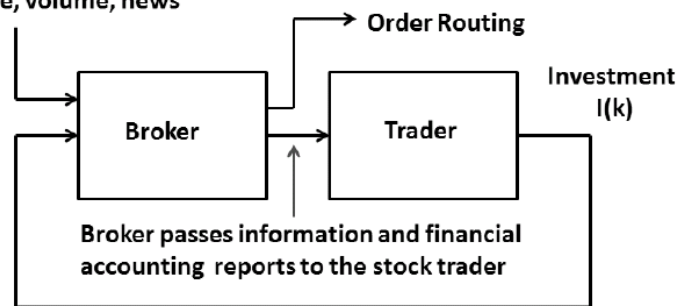 volume, news
Order Routing
Investment
I(k)
Broker
Trader
Broker passes information and financial
accounting reports to the stock trader